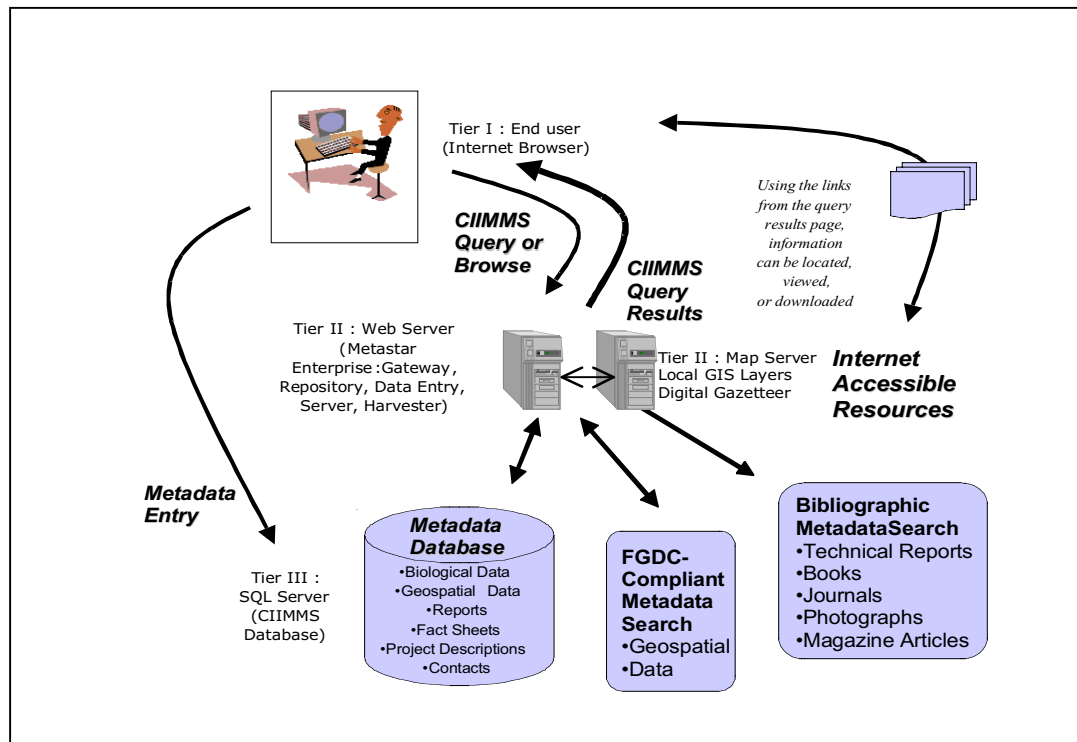 Tier I : End user
(Internet Browser)
Using the links
from the query
results page,
information
can be located,
viewed,
or downloaded
CIIMMS
Query or
Browse
CIIMMS
Query
Results
Tier II : Web Server
(Metastar
Enterprise:Gateway,
Repository, Data Entry,
Server, Harvester)
Tier II : Map Server
Local GIS Layers
Digital Gazetteer
Internet
Accessible
Resources
Metadata
Entry
Tier III :
SQL Server
(CIIMMS
Database)
Metadata
Database
•Biological Data
•Geospatial Data
•Reports
•Fact Sheets
•Project Descriptions
•Contacts
FGDC-
Compliant
Metadata
Search
•Geospatial
•Data
Bibliographic
MetadataSearch
•Technical Reports
•Books
•Journals
•Photographs
•Magazine Articles